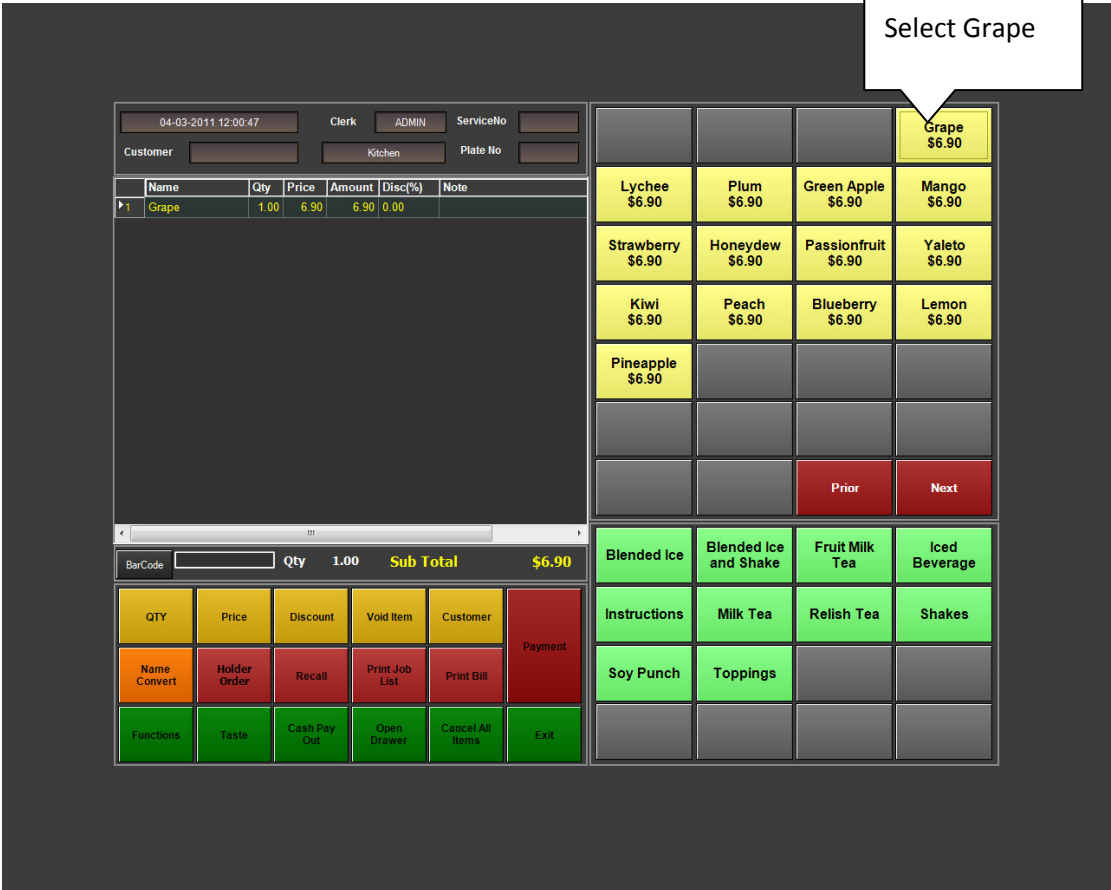 Select Grape
04-03-2011 12:00:47 Clerk ADMIN ServiceNo
Customer Kitchen Plate No
Name Qty Price Amount Disc(%) Note
1 Grape 1.00 6.90 6.90 0.00
BarCode Qty 1.00 Sub Total $6.90
QTY Price Discount Void Item Customer
Payment
Name Convert Holder Order Recall Print Job List Print Bill
Functions Taste Cash Pay Out Open Drawer Cancel All Items Exit
Grape
$6.90
Lychee Plum Green Apple Mango
$6.90 $6.90 $6.90 $6.90
Strawberry Honeydew Passionfruit Yaleto
$6.90 $6.90 $6.90 $6.90
Kiwi Peach Blueberry Lemon
$6.90 $6.90 $6.90 $6.90
Pineapple
$6.90
Prior Next
Blended Ice Blended Ice and Shake Fruit Milk Tea Iced Beverage
Instructions Milk Tea Relish Tea Shakes
Soy Punch Toppings